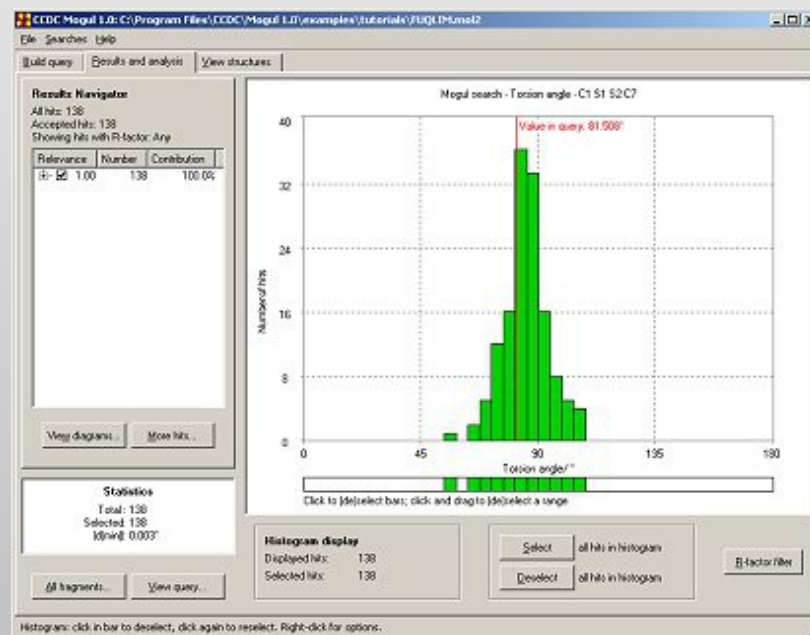 CCDC Mogul 1.0: C:\Program Files\CCDC\Mogul 1.0\examples\tutorials\FUQLIM.mol2
File Searches Help
Build query Results and analysis View structures
Results Navigator
All hits: 138
Accepted hits: 138
Showing hits with R-factor: Any
Relevance Number Contribution
1.00 138 100.0%
View diagrams... More hits...
Statistics
Total: 138
Selected: 138
|d(min)|: 0.003°
All fragments... View query...
Mogul search - Torsion angle - C1 S1 S2 C7
Value in query: 81.508°
Number of hits
40
32
24
16
8
0
0 45 90 135 180
Torsion angle/°
Click to (de)select bars; click and drag to (de)select a range
Histogram display
Displayed hits: 138
Selected hits: 138
Select all hits in histogram
Deselect all hits in histogram
R-factor filter
Histogram: click in bar to deselect, click again to reselect. Right-click for options.